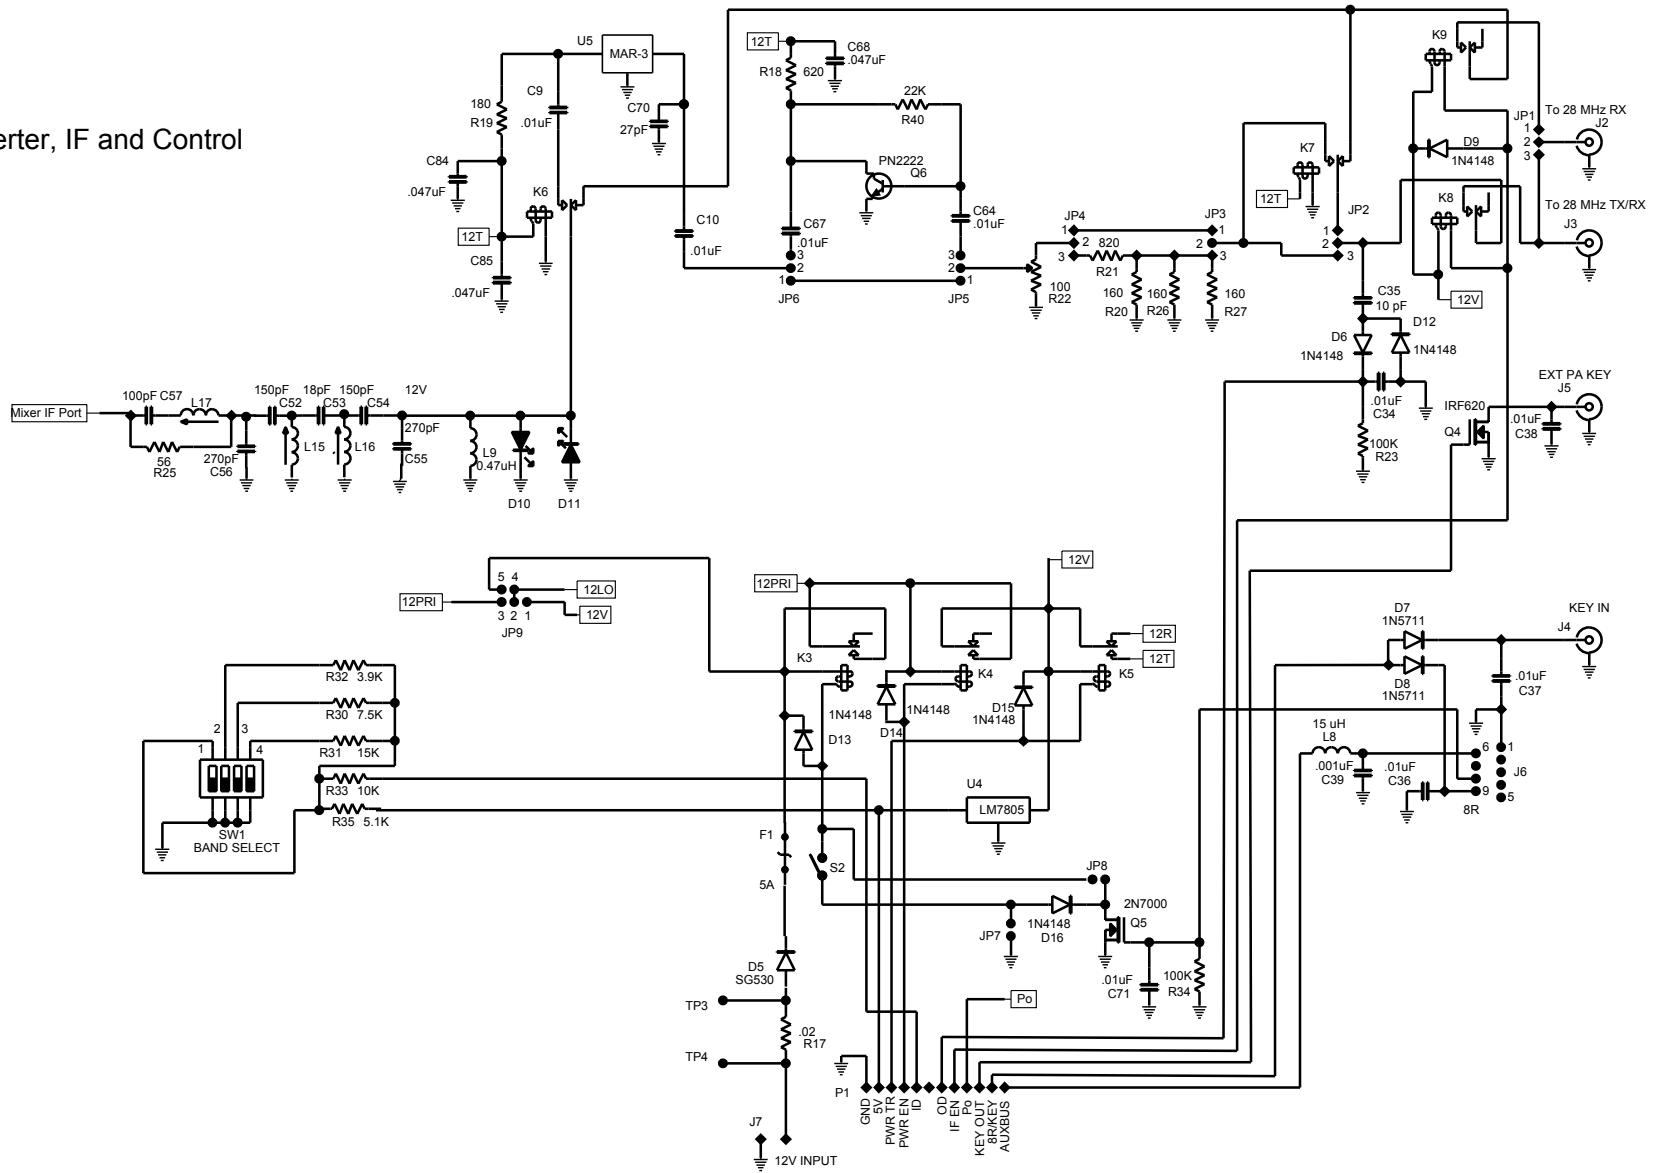 erter, IF and Control
U5
MAR-3
180
R19
C9
.01uF
C70
27pF
C84
.047uF
K6
12T
C85
.047uF
C10
.01uF
12T
R18
620
C68
.047uF
22K
R40
PN2222
Q6
C67
.01uF
C64
.01uF
3
2
1
JP6
3
2
1
JP5
100
R22
JP4
1
2
3
820
R21
JP3
1
2
3
160
R20
160
R26
160
R27
K7
12T
JP2
1
2
3
K9
D9
1N4148
K8
12V
JP1
1
2
3
To 28 MHz RX
J2
To 28 MHz TX/RX
J3
C35
10 pF
D6
1N4148
D12
1N4148
.01uF
C34
100K
R23
EXT PA KEY
J5
IRF620
Q4
.01uF
C38
Mixer IF Port
100pF C57
L17
56
R25
150pF
C52
18pF
C53
150pF
C54
12V
270pF
C56
L15
L16
270pF
C55
L9
0.47uH
D10
D11
12PRI
5 4
3 2 1
JP9
12LO
12V
12PRI
K3
K4
K5
12V
12R
12T
1N4148
D13
1N4148
D14
D15
1N4148
R32 3.9K
R30 7.5K
R31 15K
R33 10K
R35 5.1K
1
2
3
4
SW1
BAND SELECT
U4
LM7805
F1
5A
S2
JP8
JP7
1N4148
D16
2N7000
Q5
.01uF
C71
100K
R34
D5
SG530
TP3
TP4
.02
R17
J7
12V INPUT
Po
P1
GND
5V
PWR TR
PWR EN
ID
OD
IF EN
Po
KEY OUT
8R/KEY
AUXBUS
D7
1N5711
D8
1N5711
KEY IN
J4
.01uF
C37
15 uH
L8
.001uF
C39
.01uF
C36
6
9
1
5
J6
8R